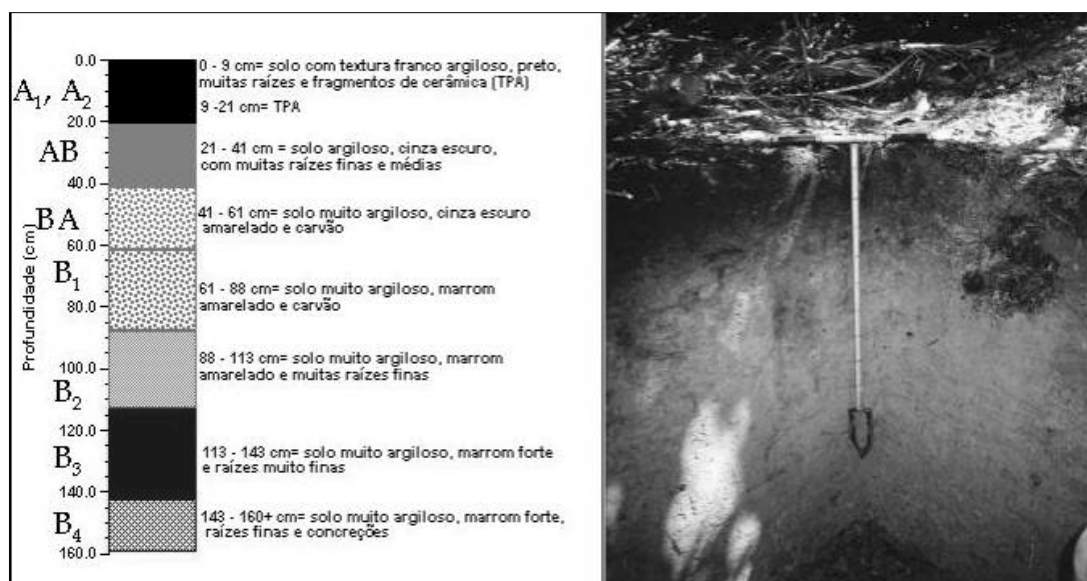 Profundidade (cm)
0.0
20.0
40.0
60.0
80.0
100.0
120.0
140.0
160.0
A1, A2
0 - 9 cm= solo com textura franco argiloso, preto,
muitas raízes e fragmentos de cerâmica (TPA)
9 -21 cm= TPA
AB
21 - 41 cm = solo argiloso, cinza escuro,
com muitas raízes finas e médias
BA
41 - 61 cm= solo muito argiloso, cinza escuro
amarelado e carvão
B1
61 - 88 cm= solo muito argiloso, marrom
amarelado e carvão
B2
88 - 113 cm= solo muito argiloso, marrom
amarelado e muitas raízes finas
B3
113 - 143 cm= solo muito argiloso, marrom forte
e raízes muito finas
B4
143 - 160+ cm= solo muito argiloso, marrom forte,
raízes finas e concreções